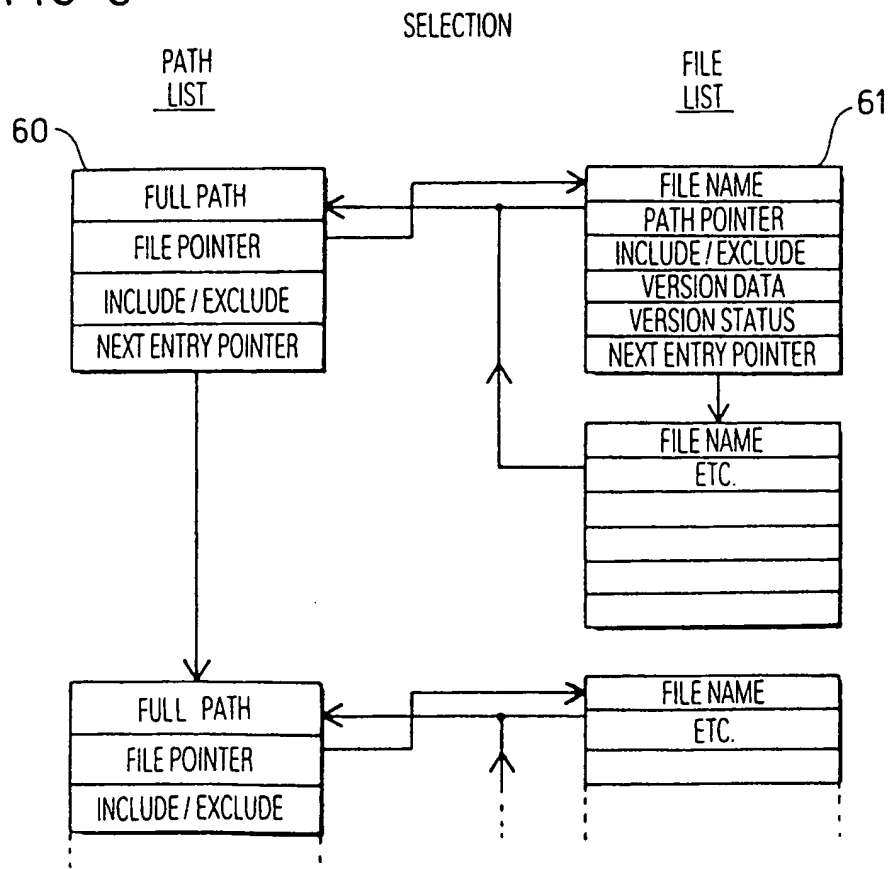 SELECTION
PATH
LIST
FILE
LIST
60
61
FULL PATH
FILE POINTER
INCLUDE / EXCLUDE
NEXT ENTRY POINTER
FILE NAME
PATH POINTER
INCLUDE / EXCLUDE
VERSION DATA
VERSION STATUS
NEXT ENTRY POINTER
FILE NAME
ETC.
FULL PATH
FILE POINTER
INCLUDE / EXCLUDE
FILE NAME
ETC.